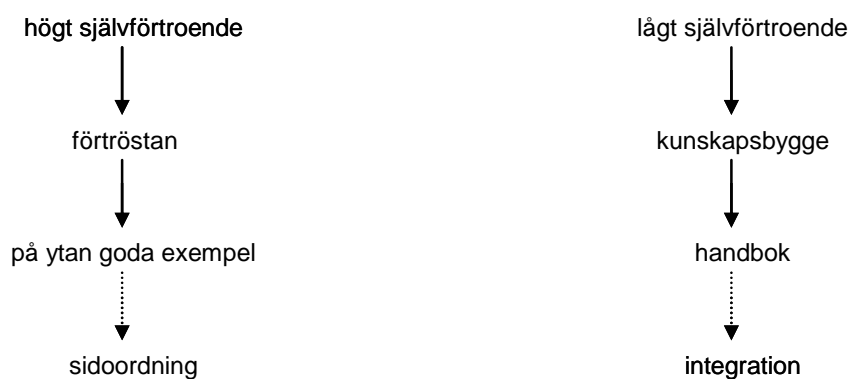 högt självförtroende
lågt självförtroende
förtröstan
kunskapsbygge
på ytan goda exempel
handbok
sidoordning
integration